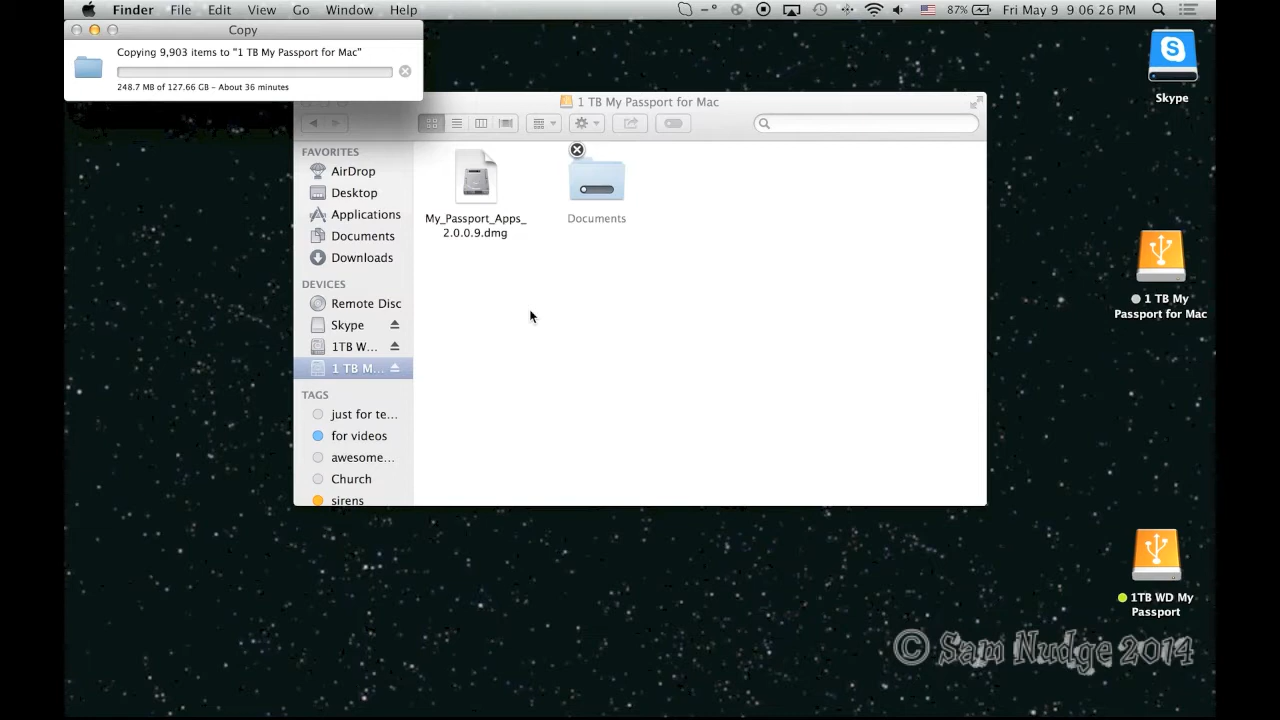 Finder File Edit View Go Window Help
87% Fri May 9 9:06:26 PM
Copy
Copying 9,903 items to "1 TB My Passport for Mac"
248.7 MB of 127.66 GB – About 36 minutes
Skype
1 TB My Passport for Mac
FAVORITES
AirDrop
Desktop
Applications
Documents
Downloads
DEVICES
Remote Disc
Skype
1TB W...
1 TB M...
TAGS
just for te...
for videos
awesome...
Church
sirens
My_Passport_Apps_
2.0.0.9.dmg
Documents
1 TB My
Passport for Mac
1TB WD My
Passport
© Sam Nudge 2014